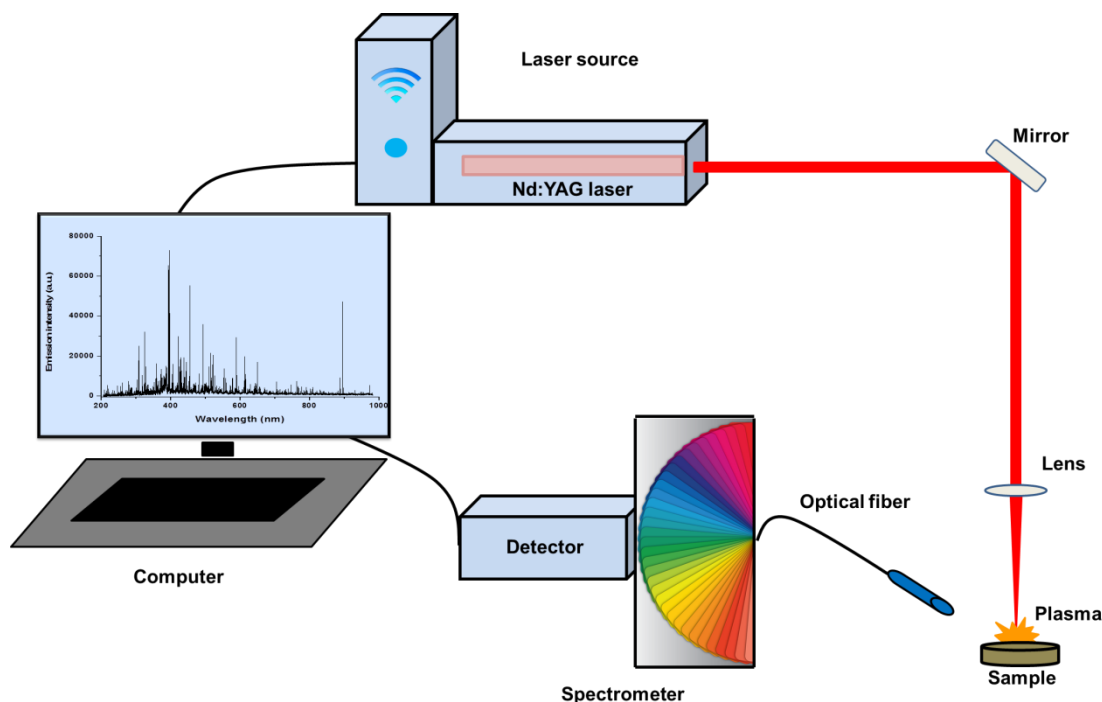 Laser source
Mirror
Nd:YAG laser
80000
60000
40000
20000
0
Emission intensity (a.u.)
200
400
600
800
1000
Wavelength (nm)
Lens
Optical fiber
Detector
Computer
Plasma
Sample
Spectrometer